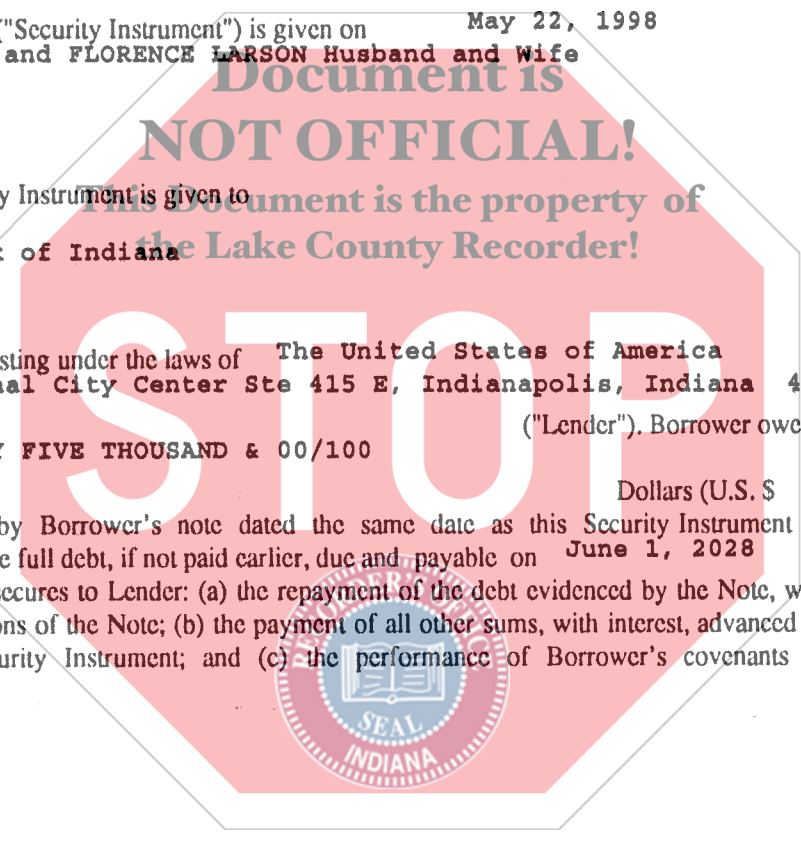 ("Security Instrument") is given on May 22, 1998
and FLORENCE LARSON Husband and Wife
Document is
NOT OFFICIAL!
y Instrument is given to
This Document is the property of
of Indiana
the Lake County Recorder!
STOP
sting under the laws of The United States of America
nal City Center Ste 415 E, Indianapolis, Indiana 4
("Lender"). Borrower owe
Y FIVE THOUSAND & 00/100
Dollars (U.S. $
by Borrower's note dated the same date as this Security Instrument
e full debt, if not paid earlier, due and payable on June 1, 2028
ecures to Lender: (a) the repayment of the debt evidenced by the Note, w
ons of the Note; (b) the payment of all other sums, with interest, advanced
urity Instrument; and (c) the performance of Borrower's covenants
RECORDER'S OFFICE
SEAL
INDIANA